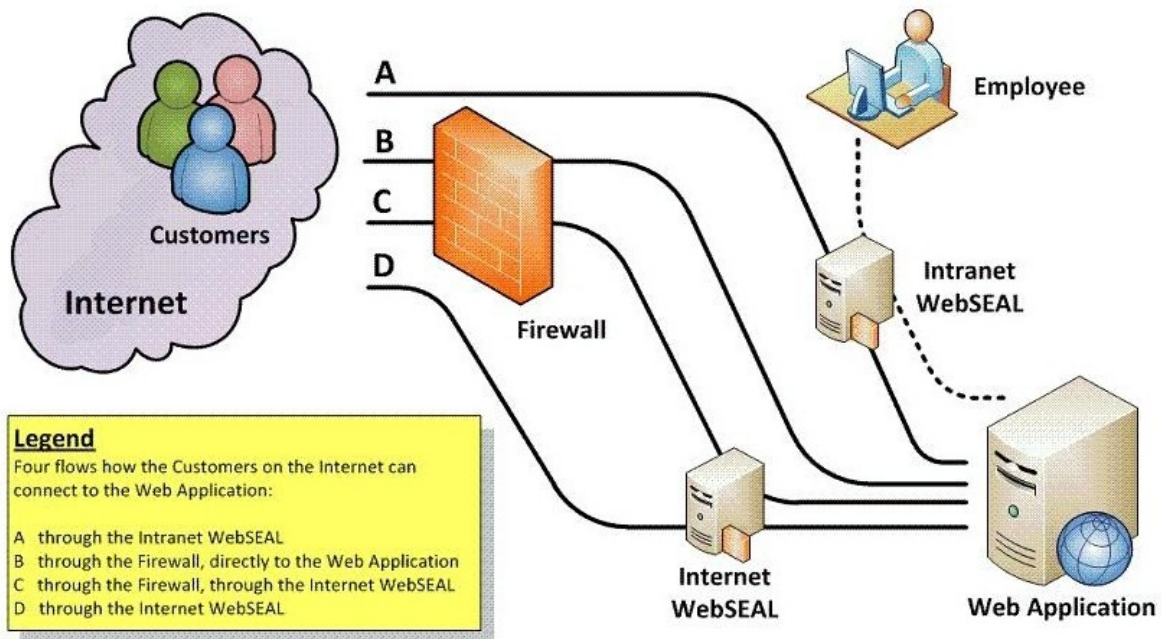 A
B
C
D
Customers
Internet
Firewall
Employee
Intranet
WebSEAL
Internet
WebSEAL
Web Application
Legend
Four flows how the Customers on the Internet can
connect to the Web Application:
A through the Intranet WebSEAL
B through the Firewall, directly to the Web Application
C through the Firewall, through the Internet WebSEAL
D through the Internet WebSEAL